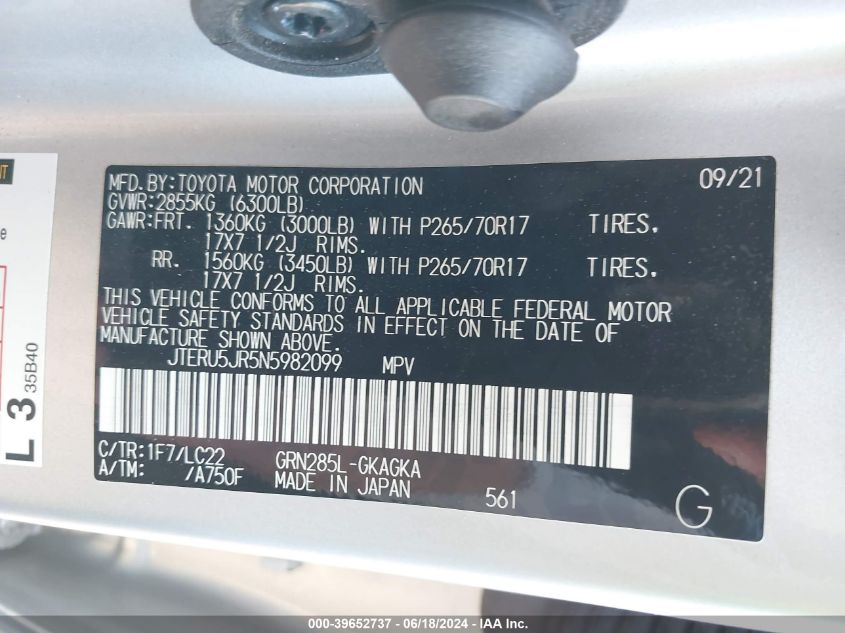 MFD.BY:TOYOTA MOTOR CORPORATION 09/21
GVWR:2855KG (6300LB)
GAWR:FRT. 1360KG (3000LB) WITH P265/70R17 TIRES.
17X7 1/2J RIMS.
RR. 1560KG (3450LB) WITH P265/70R17 TIRES.
17X7 1/2J RIMS.
THIS VEHICLE CONFORMS TO ALL APPLICABLE FEDERAL MOTOR
VEHICLE SAFETY STANDARDS IN EFFECT ON THE DATE OF
MANUFACTURE SHOWN ABOVE.
JTERU5JR5N5982099 MPV
C/TR:1F7/LC22 GRN285L-GKAGKA
A/TM: /A750F MADE IN JAPAN 561 G
L 3 35B40
000-39652737 - 06/18/2024 - IAA Inc.